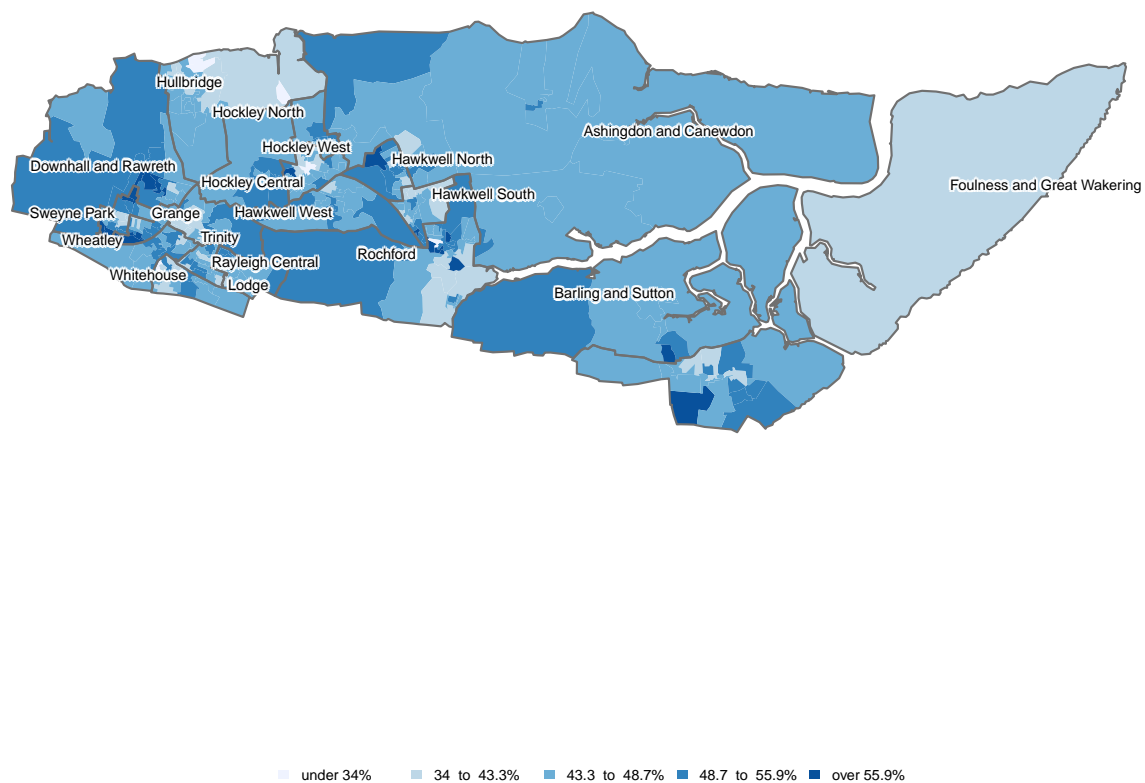 Hullbridge
Hockley North
Ashingdon and Canewdon
Hockley West
Hawkwell North
Downhall and Rawreth
Hockley Central
Foulness and Great Wakering
Hawkwell South
Sweyne Park
Grange
Hawkwell West
Wheatley
Trinity
Rochford
Rayleigh Central
Whitehouse
Lodge
Barling and Sutton
under 34% 34 to 43.3% 43.3 to 48.7% 48.7 to 55.9% over 55.9%